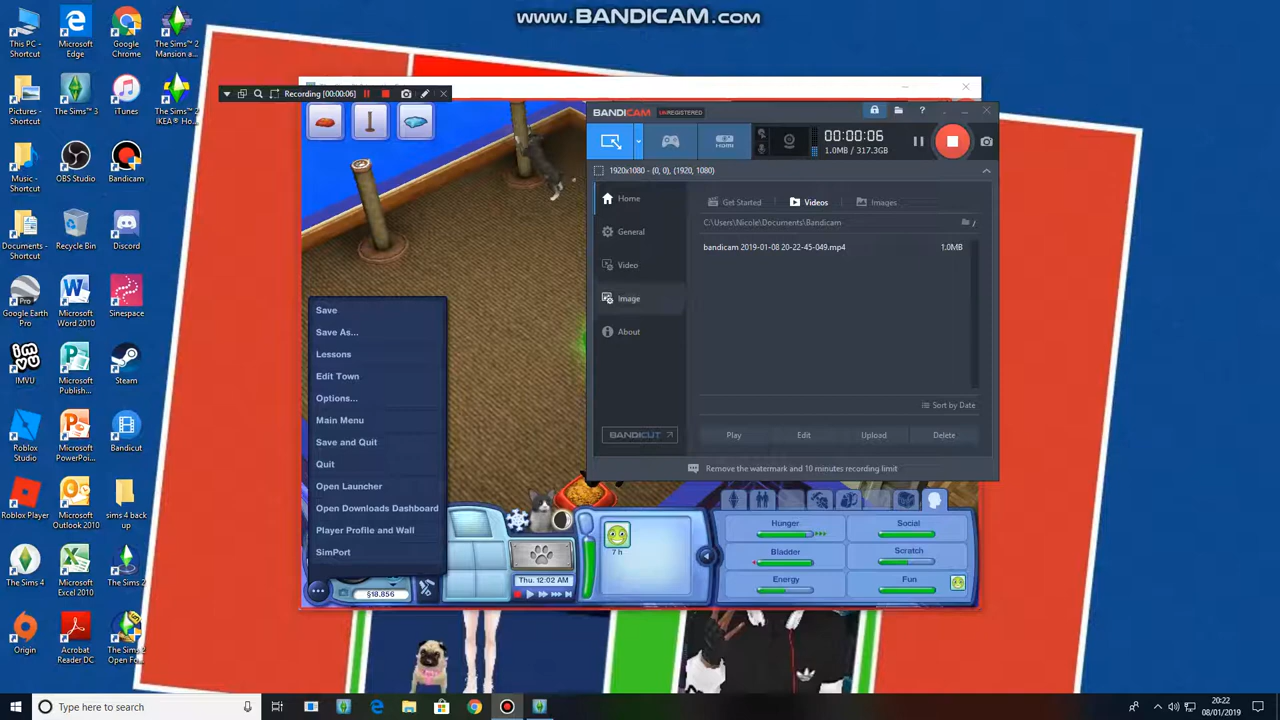 www.BANDICAM.com
This PC - Shortcut
Microsoft Edge
Google Chrome
The Sims™ 2 Mansion a...
Pictures - Shortcut
The Sims™ 3
iTunes
The Sims™ 2 IKEA® Ho...
Music - Shortcut
OBS Studio
Bandicam
Documents - Shortcut
Recycle Bin
Discord
Google Earth Pro
Microsoft Word 2010
Sinespace
IMVU
Microsoft Publish...
Steam
Roblox Studio
Microsoft PowerPoi...
Bandicut
Roblox Player
Microsoft Outlook 2010
sims 4 back up
The Sims 4
Microsoft Excel 2010
The Sims 2
Origin
Acrobat Reader DC
The Sims 2 Open Fo...
Recording [00:00:06]
Save
Save As...
Lessons
Edit Town
Options...
Main Menu
Save and Quit
Quit
Open Launcher
Open Downloads Dashboard
Player Profile and Wall
SimPort
§18.856
Thu. 12:02 AM
7 h
Hunger
Social
Bladder
Scratch
Energy
Fun
BANDICAM UNREGISTERED
?
HDMI
00:00:06
1.0MB / 317.3GB
1920x1080 - (0, 0), (1920, 1080)
Home
General
Video
Image
About
BANDICUT
Get Started
Videos
Images
C:\Users\Nicole\Documents\Bandicam
bandicam 2019-01-08 20-22-45-049.mp4 1.0MB
Sort by Date
Play
Edit
Upload
Delete
Remove the watermark and 10 minutes recording limit
Type here to search
20:22
08/01/2019